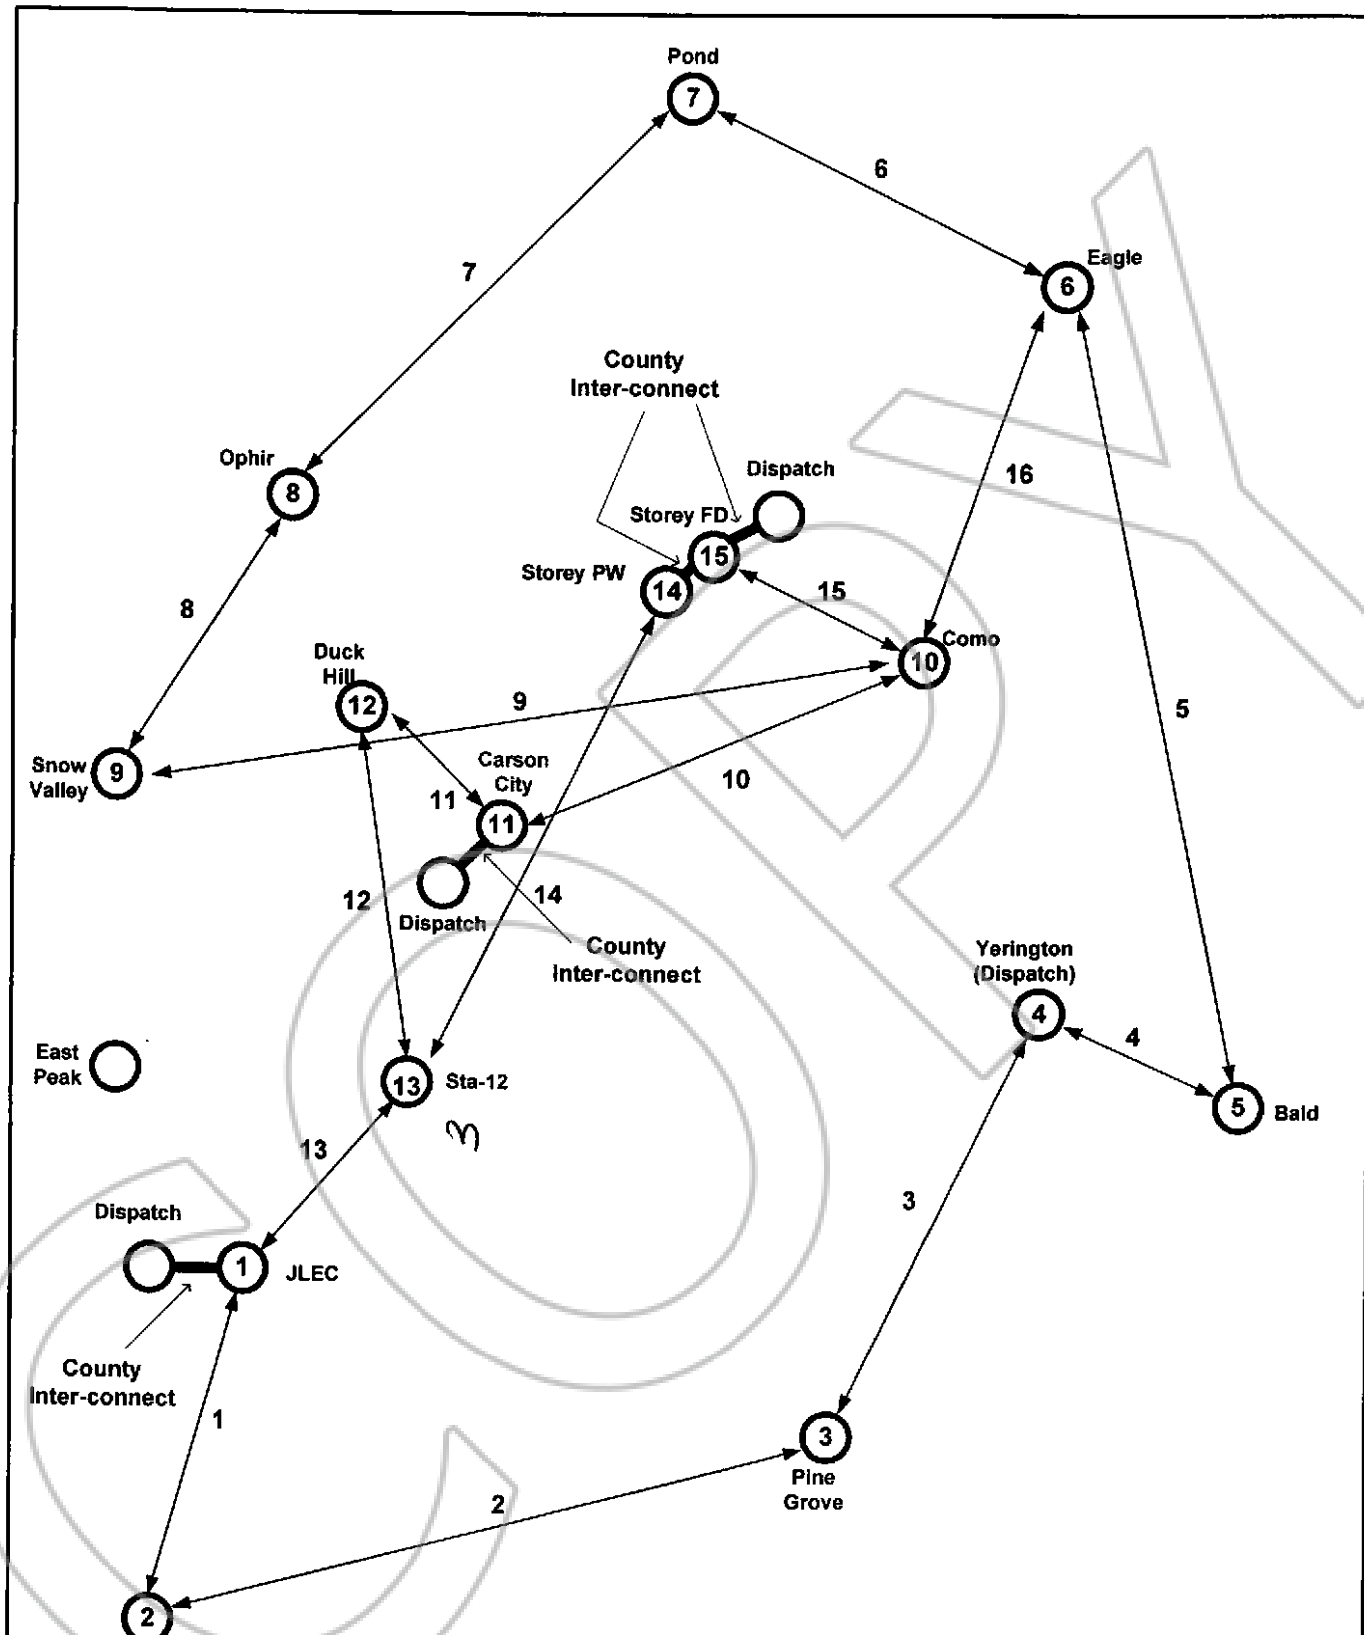 Pond
7
6
Eagle
6
7
County
Inter-connect
Ophir
8
Dispatch
16
Storey FD
15
Storey PW
14
15
8
Duck
Hill
12
Como
10
9
5
Snow
Valley
9
Carson
City
10
11
11
12
14
Dispatch
County
Inter-connect
Yerington
(Dispatch)
4
4
East
Peak
13
Sta-12
5
Bald
3
13
3
Dispatch
1
JLEC
County
Inter-connect
1
3
Pine
Grove
2
2
COPY